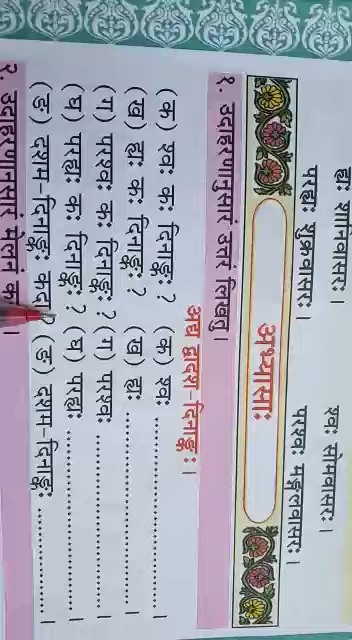 ह्यः शनिवासरः। श्वः सोमवासरः।
परह्यः शुक्रवासरः। परश्वः मङ्गलवासरः।
अभ्यासाः
१. उदाहरणानुसारं उत्तरं लिखतु।
अद्य द्वादश-दिनाङ्कः।
(क) श्वः कः दिनाङ्कः? (क) श्वः ........................।
(ख) ह्यः कः दिनाङ्कः? (ख) ह्यः ........................।
(ग) परश्वः कः दिनाङ्कः? (ग) परश्वः ........................।
(घ) परह्यः कः दिनाङ्कः? (घ) परह्यः ........................।
(ङ) दशम-दिनाङ्कः कदा? (ङ) दशम-दिनाङ्कः ........................।
२. उदाहरणानुसारं मेलनं